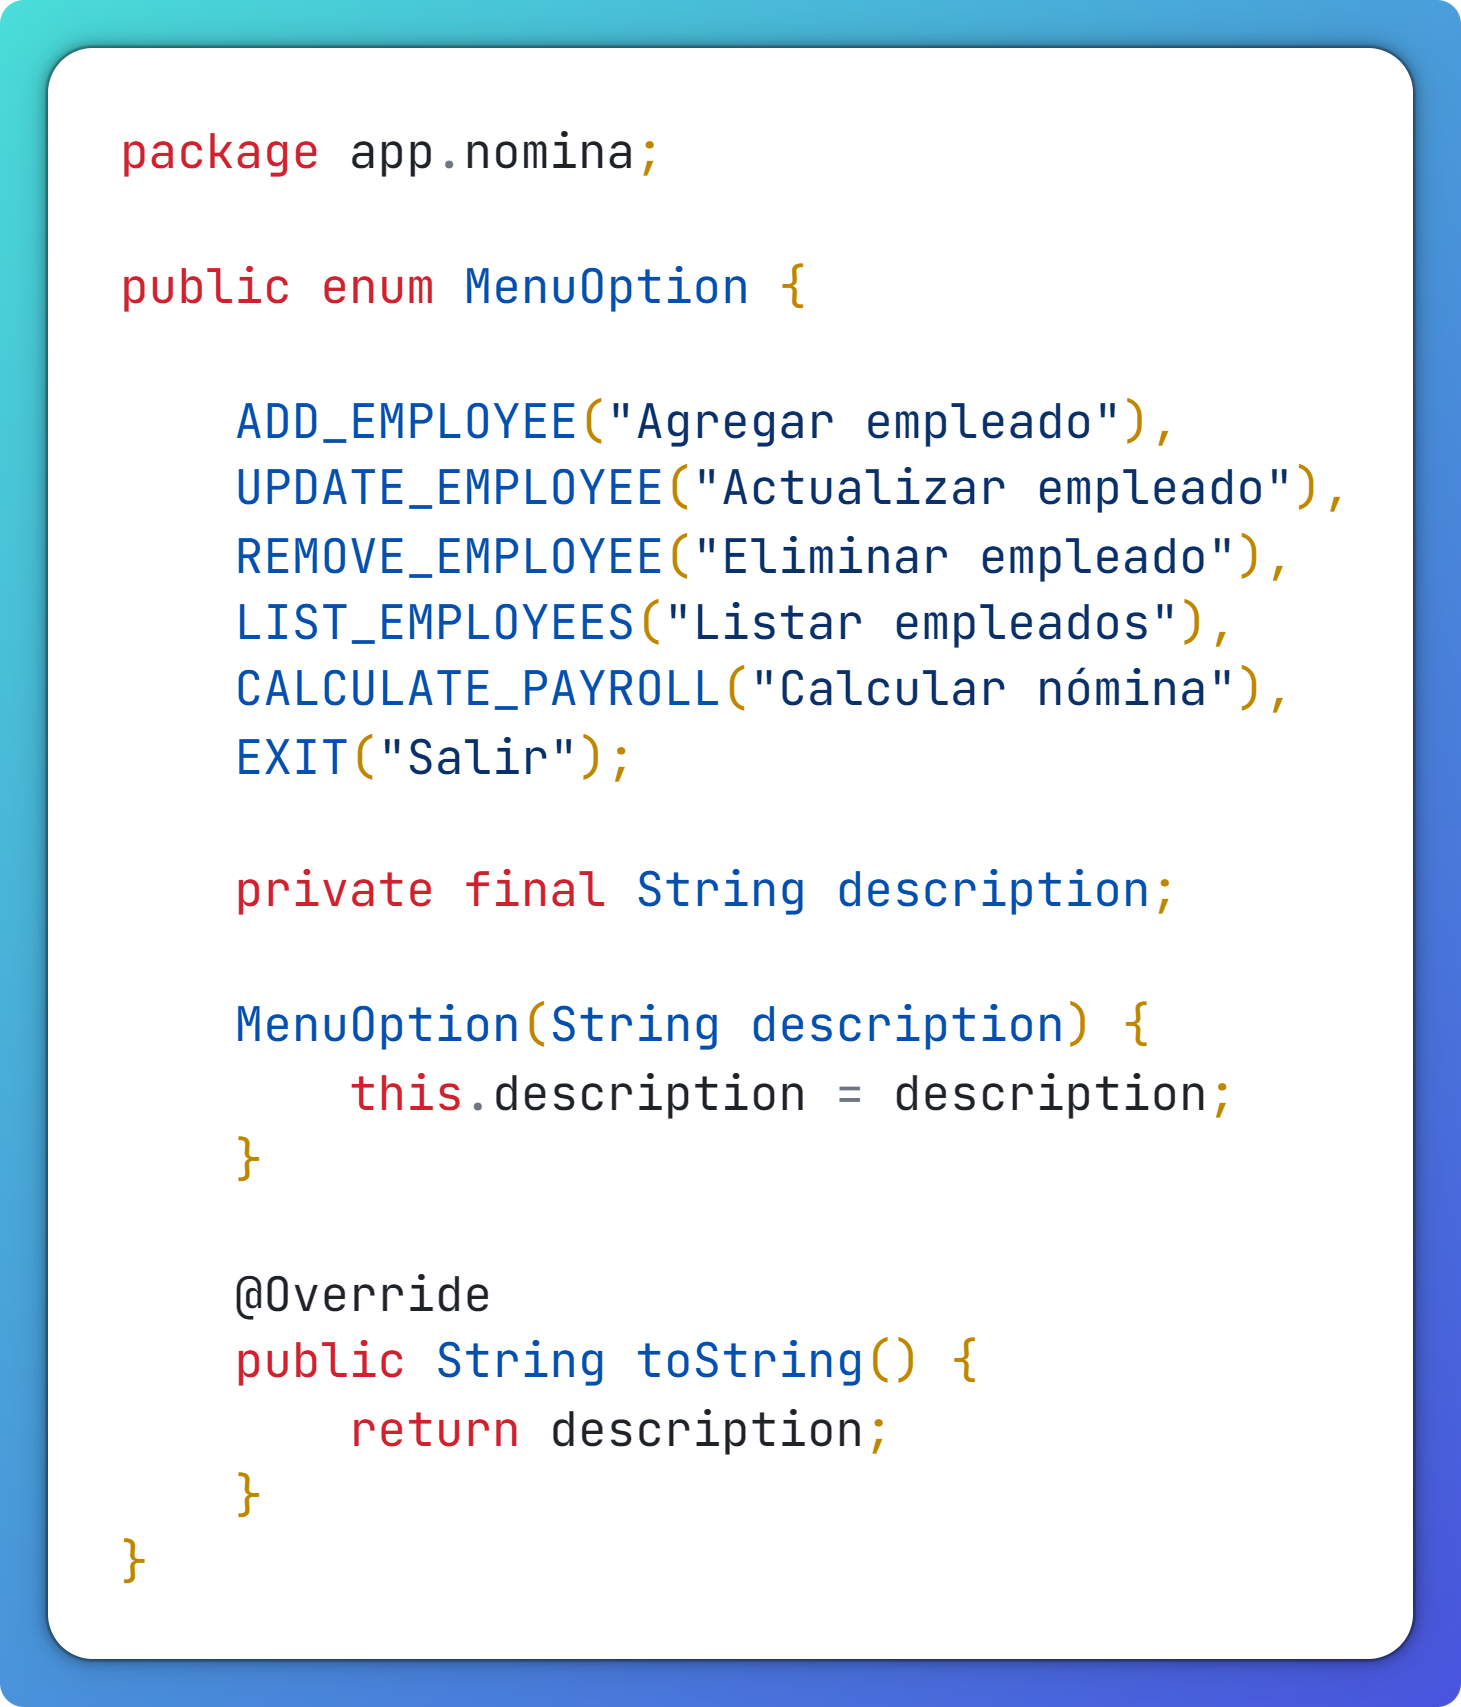 package app.nomina;

public enum MenuOption {

    ADD_EMPLOYEE("Agregar empleado"),
    UPDATE_EMPLOYEE("Actualizar empleado"),
    REMOVE_EMPLOYEE("Eliminar empleado"),
    LIST_EMPLOYEES("Listar empleados"),
    CALCULATE_PAYROLL("Calcular nómina"),
    EXIT("Salir");

    private final String description;

    MenuOption(String description) {
        this.description = description;
    }

    @Override
    public String toString() {
        return description;
    }
}